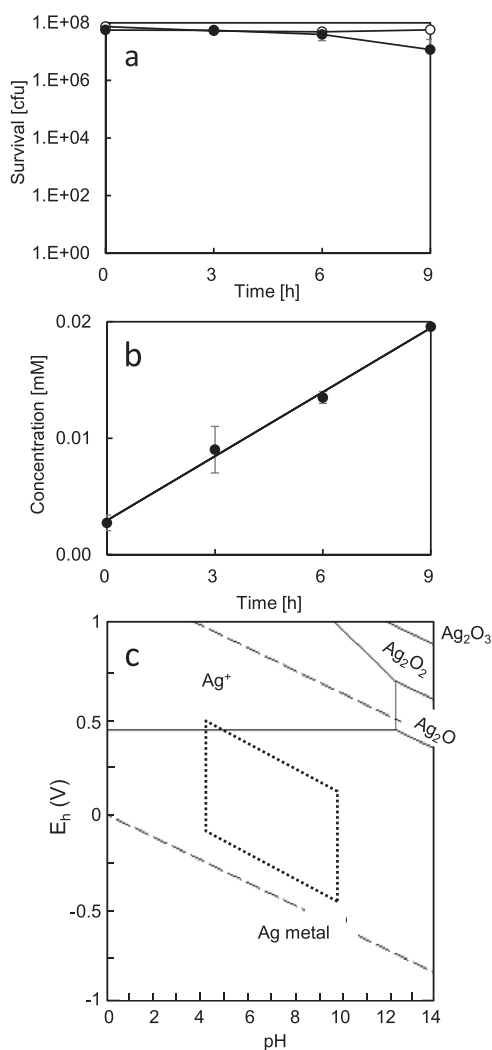 1.E+08
a
1.E+06
Survival [cfu]
1.E+04
1.E+02
1.E+00
0 3 6 9
Time [h]
0.02
b
Concentration [mM]
0.01
0.00
0 3 6 9
Time [h]
1
c
Ag₂O₃
Ag₂O₂
Ag⁺
0.5
Ag₂O
Eₕ (V)
0
-0.5
Ag metal
-1
0 2 4 6 8 10 12 14
pH